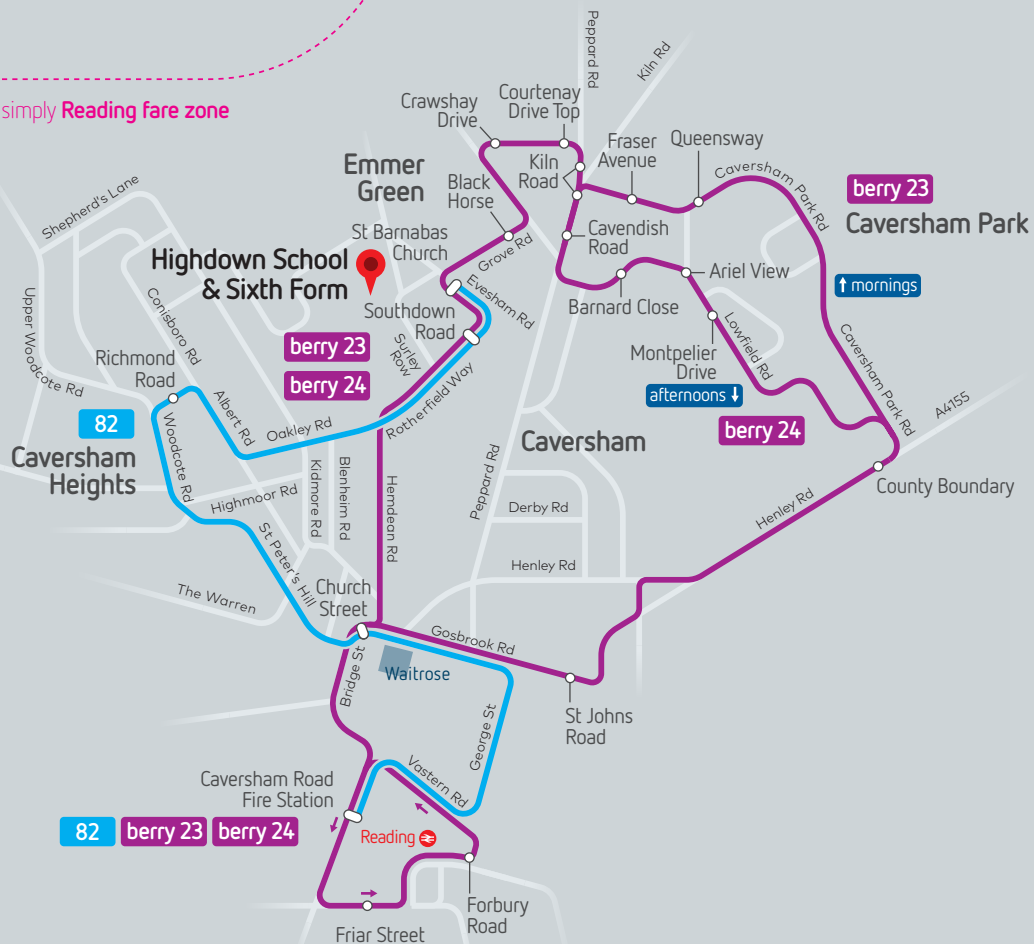 Peppard Rd
Kiln Rd
simply Reading fare zone
Crawshay
Drive
Courtenay
Drive Top
Fraser
Avenue
Queensway
Kiln
Road
Caversham Park Rd
berry 23
Caversham Park
Emmer
Green
Black
Horse
Shepherd's Lane
St Barnabas
Church
Grove Rd
Cavendish
Road
Highdown School
& Sixth Form
Evesham Rd
Ariel View
↑ mornings
Barnard Close
Upper Woodcote Rd
Conisboro Rd
Southdown
Road
Surley
Row
Lowfield Rd
Caversham Park Rd
berry 23
berry 24
Richmond
Road
Montpelier
Drive
afternoons ↓
berry 24
A4155
Rotherfield Way
82
Caversham
Heights
Woodcote Rd
Albert Rd
Oakley Rd
Caversham
Kidmore Rd
Blenheim Rd
Hemdean Rd
Peppard Rd
County Boundary
Highmoor Rd
Derby Rd
Henley Rd
St Peter's Hill
Henley Rd
The Warren
Church
Street
Gosbrook Rd
Waitrose
Bridge St
George St
St Johns
Road
Vastern Rd
Caversham Road
Fire Station
82
berry 23
berry 24
Reading
Forbury
Road
Friar Street